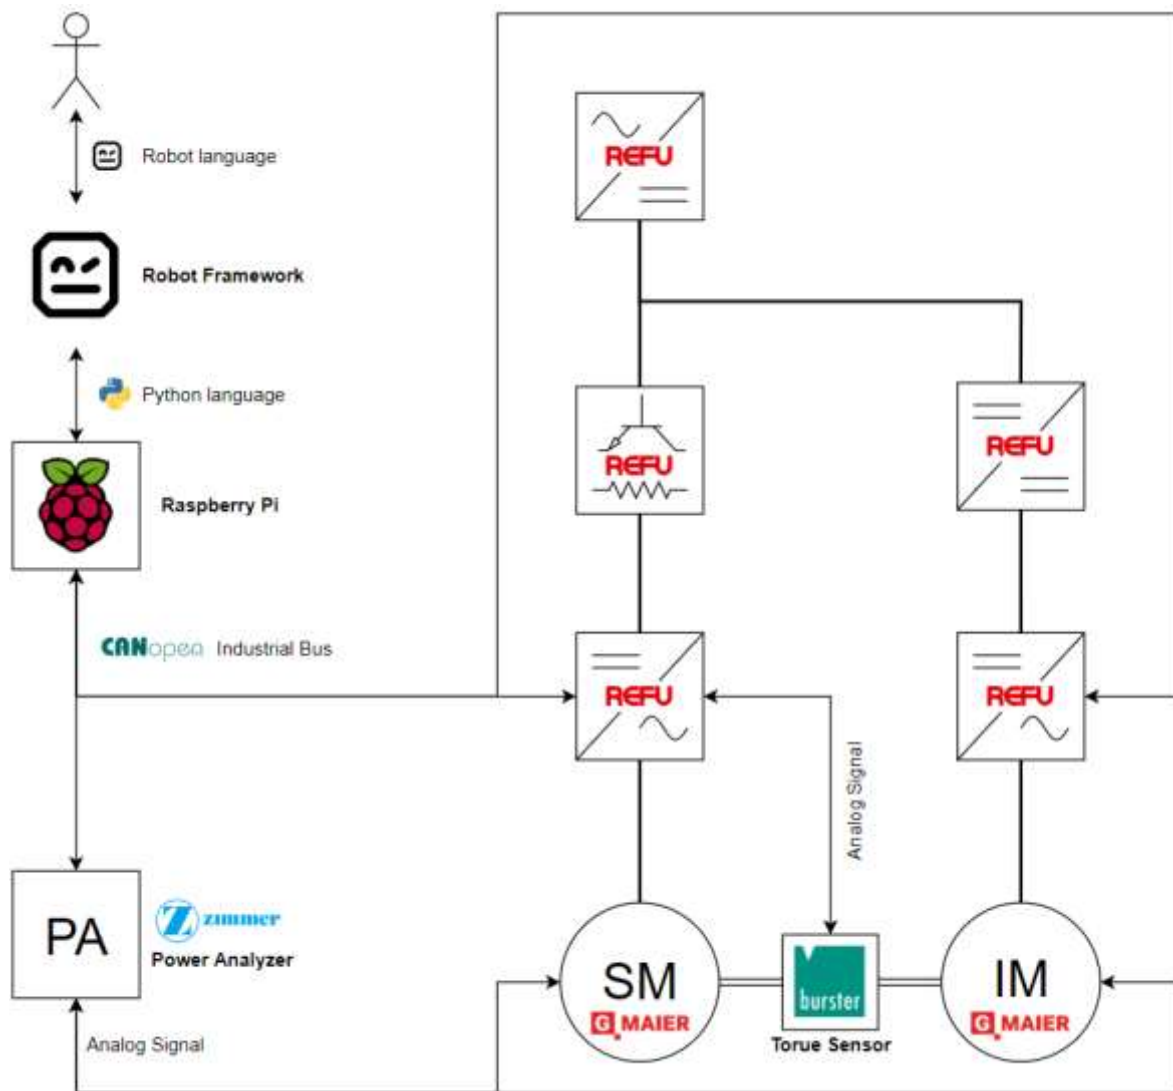 Robot language
REFU
Robot Framework
Python language
REFU
REFU
Raspberry Pi
CANopen Industrial Bus
REFU
REFU
Analog Signal
PA
zimmer
Power Analyzer
SM
G.MAIER
burster
IM
G.MAIER
Torue Sensor
Analog Signal